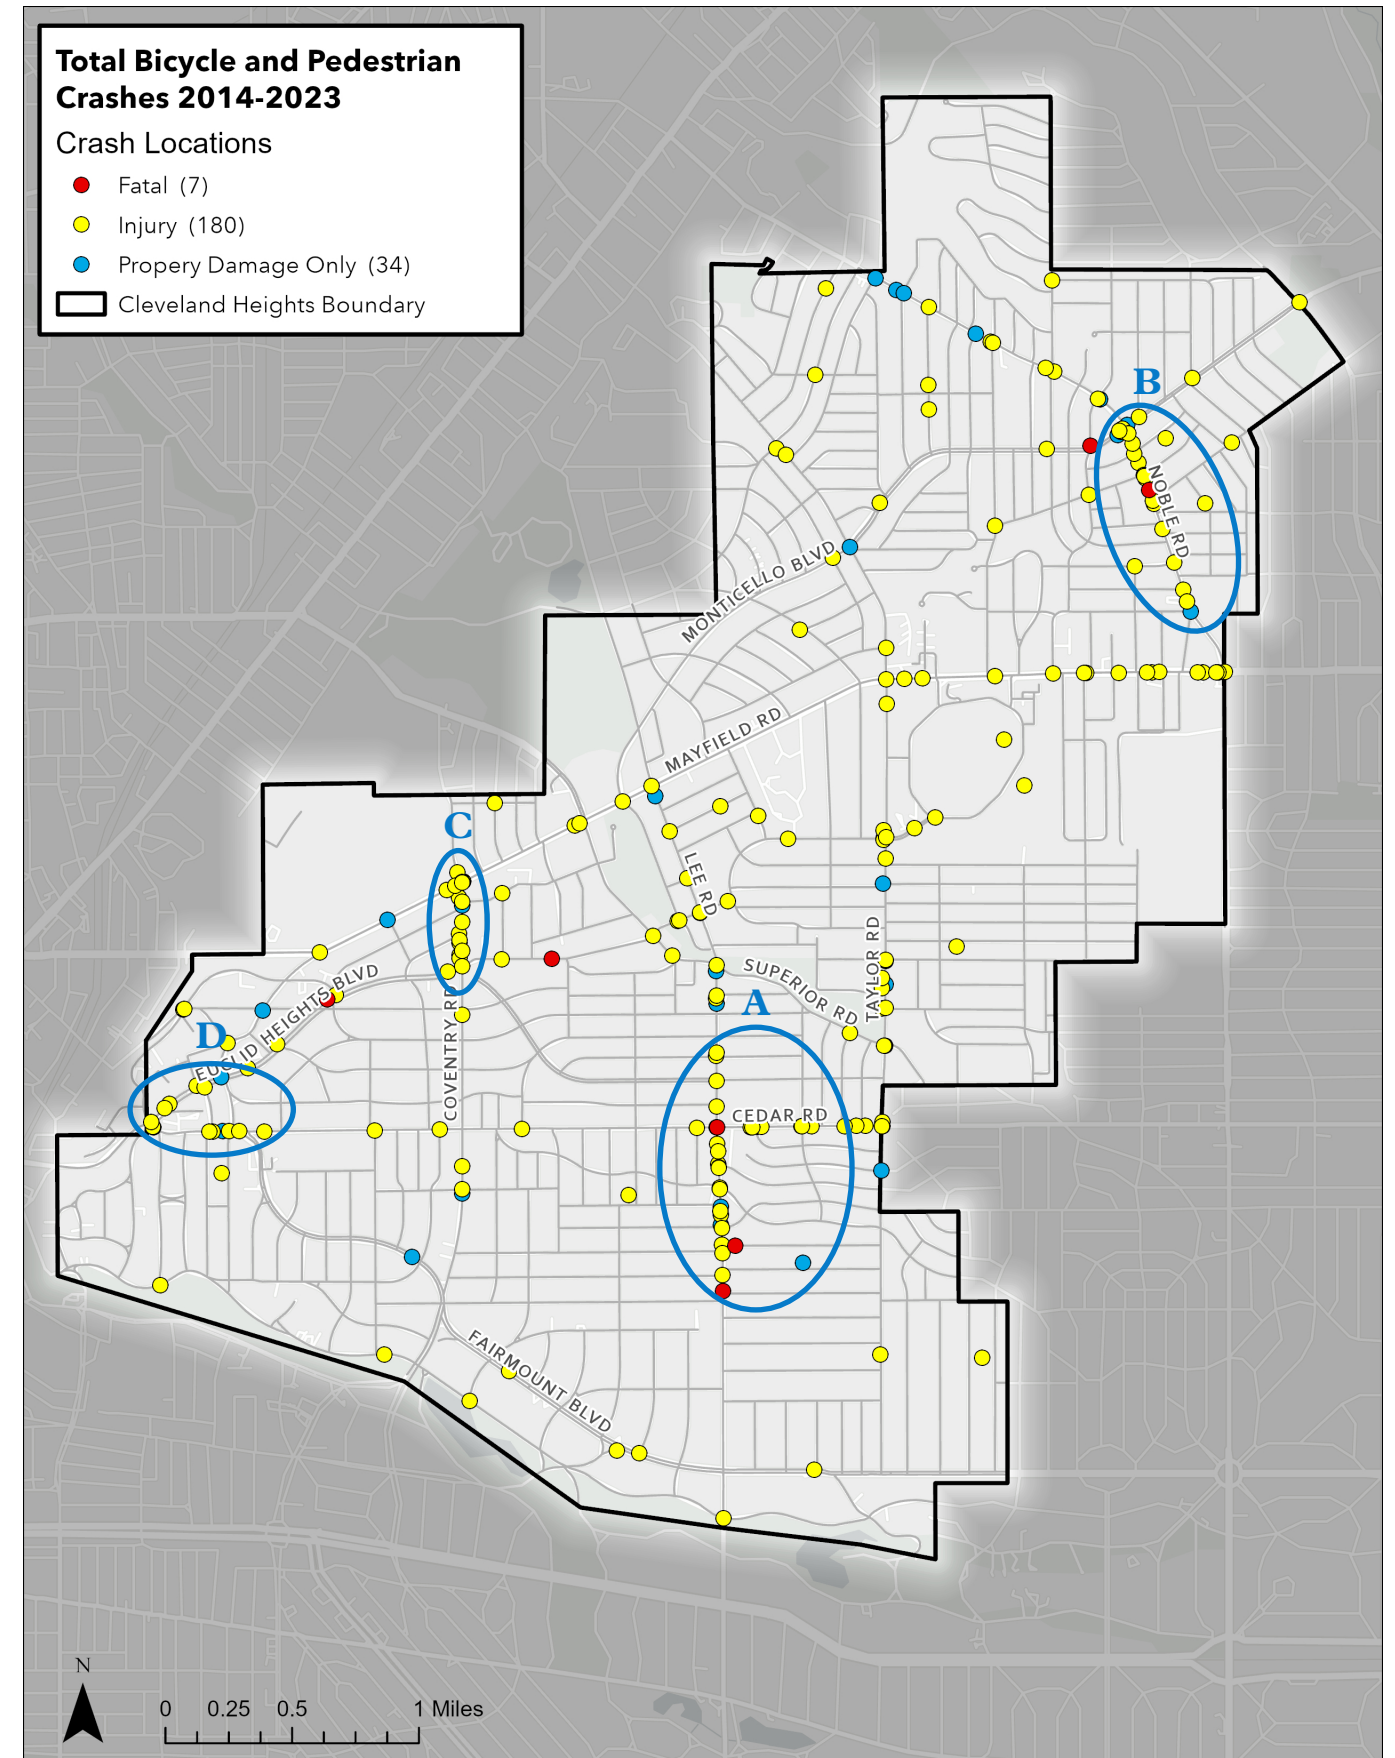 Total Bicycle and Pedestrian
Crashes 2014-2023
Crash Locations
Fatal (7)
Injury (180)
Propery Damage Only (34)
Cleveland Heights Boundary
B
NOBLE RD
MONTICELLO BLVD
MAYFIELD RD
C
LEE RD
TAYLOR RD
SUPERIOR RD
EUCLID HEIGHTS BLVD
A
D
COVENTRY RD
CEDAR RD
FAIRMOUNT BLVD
N
0 0.25 0.5 1 Miles